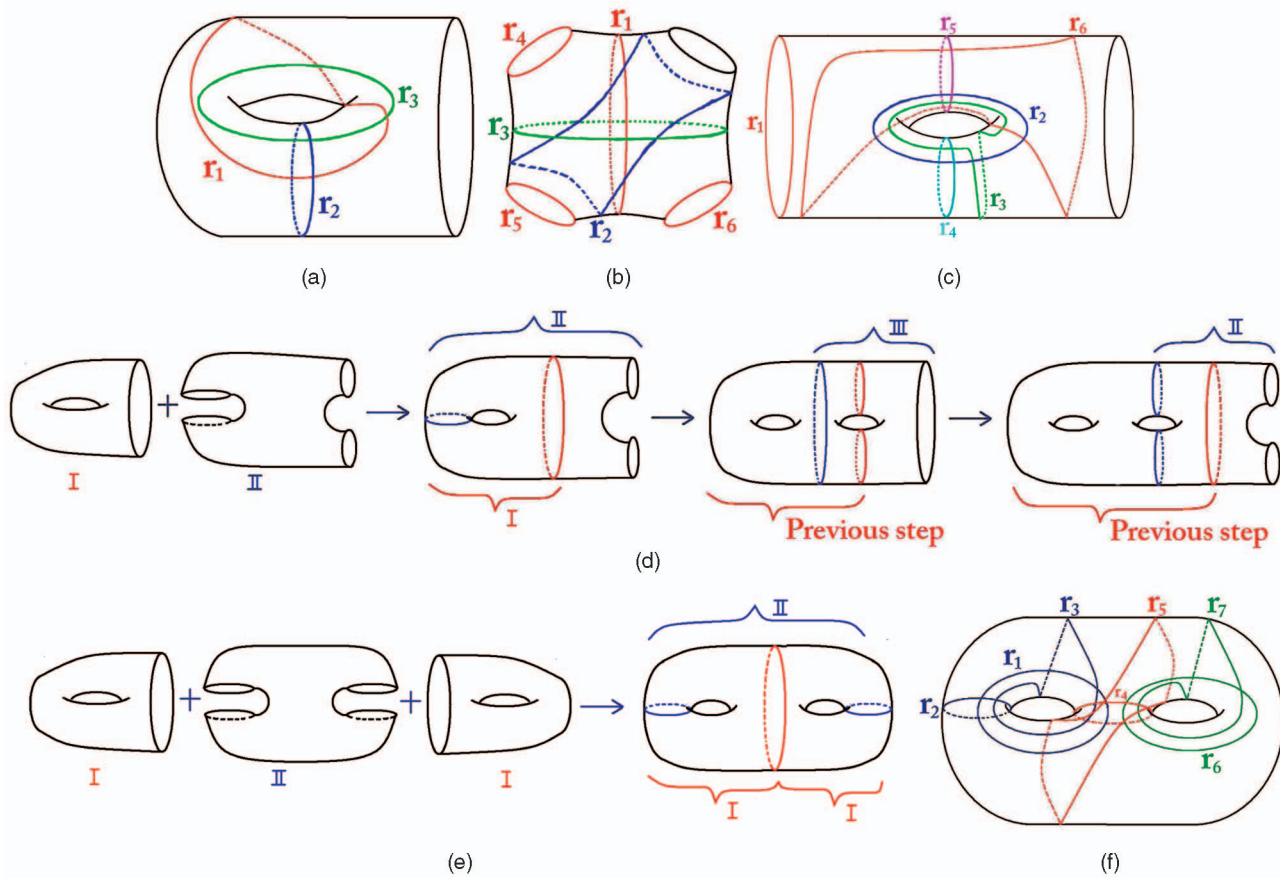 r1
r2
r3
(a)
r4
r1
r3
r5
r2
r6
(b)
r5
r6
r1
r2
r3
r4
(c)
I
+
II
II
I
III
Previous step
II
Previous step
(d)
I
+
II
+
I
II
I
I
(e)
r3
r5
r7
r1
r4
r2
r6
(f)